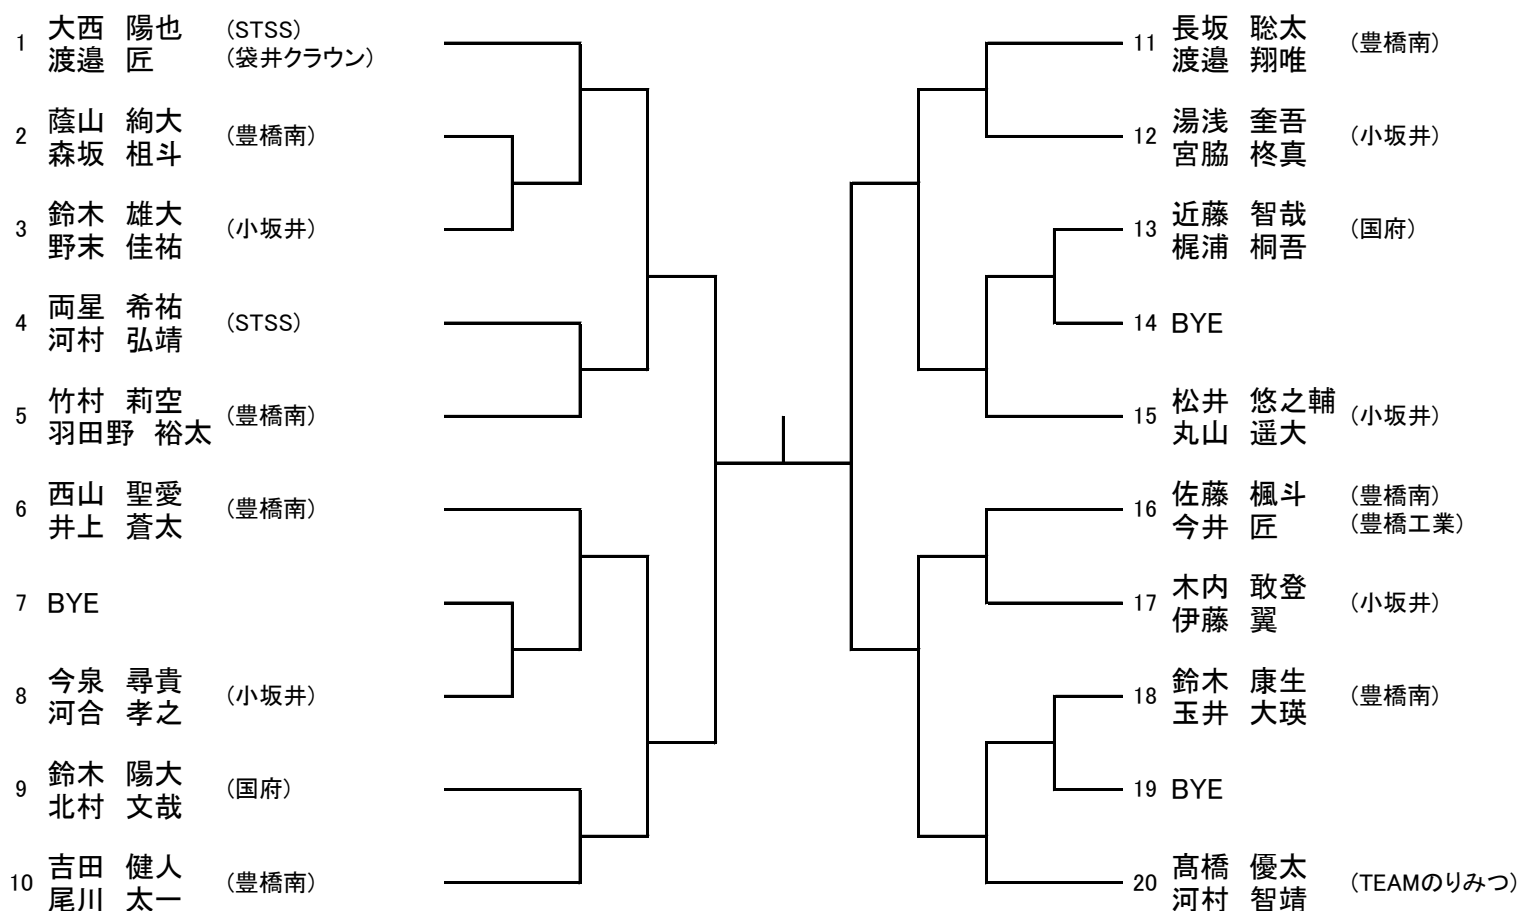 1 大西 陽也 (STSS)
渡邉 匠 (袋井クラウン)
2 蔭山 絢大 (豊橋南)
森坂 柤斗
3 鈴木 雄大 (小坂井)
野末 佳祐
4 両星 希祐 (STSS)
河村 弘靖
5 竹村 莉空 (豊橋南)
羽田野 裕太
6 西山 聖愛 (豊橋南)
井上 蒼太
7 BYE
8 今泉 尋貴 (小坂井)
河合 孝之
9 鈴木 陽大 (国府)
北村 文哉
10 吉田 健人 (豊橋南)
尾川 太一
11 長坂 聡太 (豊橋南)
渡邉 翔唯
12 湯浅 奎吾 (小坂井)
宮脇 柊真
13 近藤 智哉 (国府)
梶浦 桐吾
14 BYE
15 松井 悠之輔 (小坂井)
丸山 遥大
16 佐藤 楓斗 (豊橋南)
今井 匠 (豊橋工業)
17 木内 敢登 (小坂井)
伊藤 翼
18 鈴木 康生 (豊橋南)
玉井 大瑛
19 BYE
20 髙橋 優太 (TEAMのりみつ)
河村 智靖